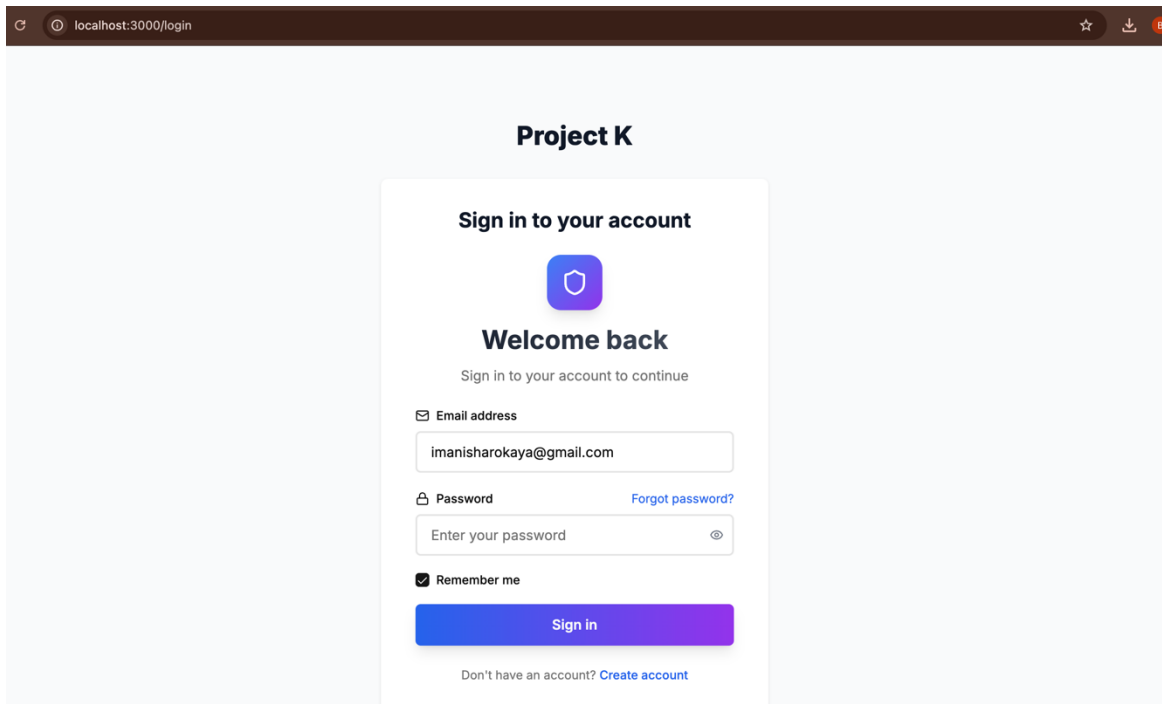 localhost:3000/login
Project K
Sign in to your account
Welcome back
Sign in to your account to continue
Email address
imanisharokaya@gmail.com
Password Forgot password?
Enter your password
Remember me
Sign in
Don't have an account? Create account